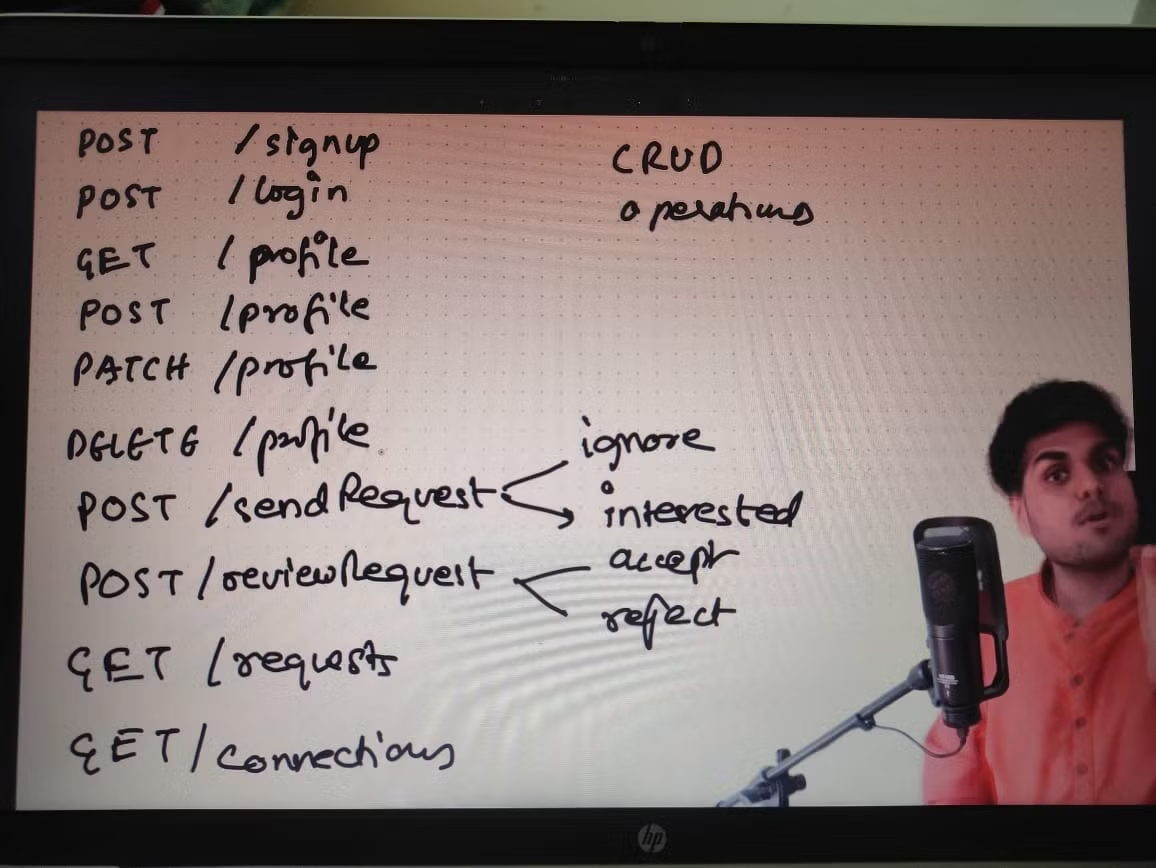 POST /signup
POST /login
GET /profile
POST /profile
PATCH /profile
DELETE /profile
POST /sendRequest
ignore
interested
POST /reviewRequest
accept
reject
GET /requests
GET /connections
CRUD
operations
hp